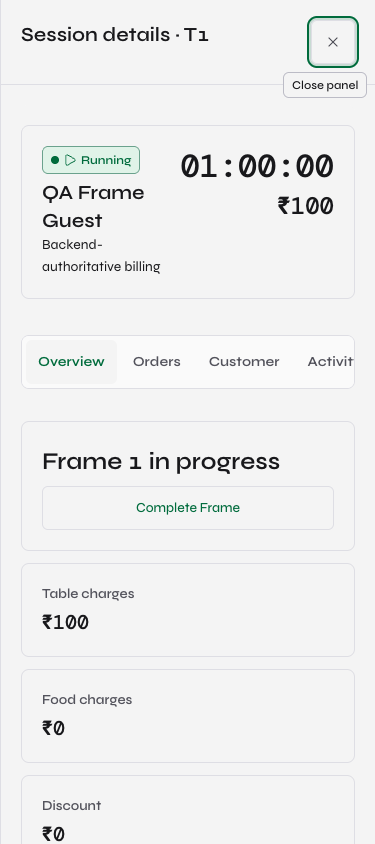 Session details · T1
Close panel
Running
01:00:00
₹100
QA Frame
Guest
Backend-
authoritative billing
Overview
Orders
Customer
Activit
Frame 1 in progress
Complete Frame
Table charges
₹100
Food charges
₹0
Discount
₹0